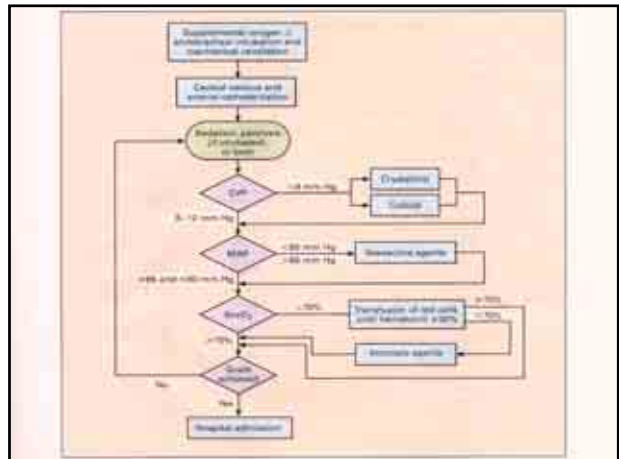 Supplemental oxygen ±
endotracheal intubation and
mechanical ventilation
Central venous and
arterial catheterization
Sedation, paralysis
(if intubated),
or both
CVP
<8 mm Hg
Crystalloid
Colloid
8–12 mm Hg
MAP
<65 mm Hg
>90 mm Hg
Vasoactive agents
≥65 and ≤90 mm Hg
ScvO2
<70%
Transfusion of red cells
until hematocrit ≥30%
≥70%
<70%
≥70%
Inotropic agents
Goals
achieved
No
Yes
Hospital admission